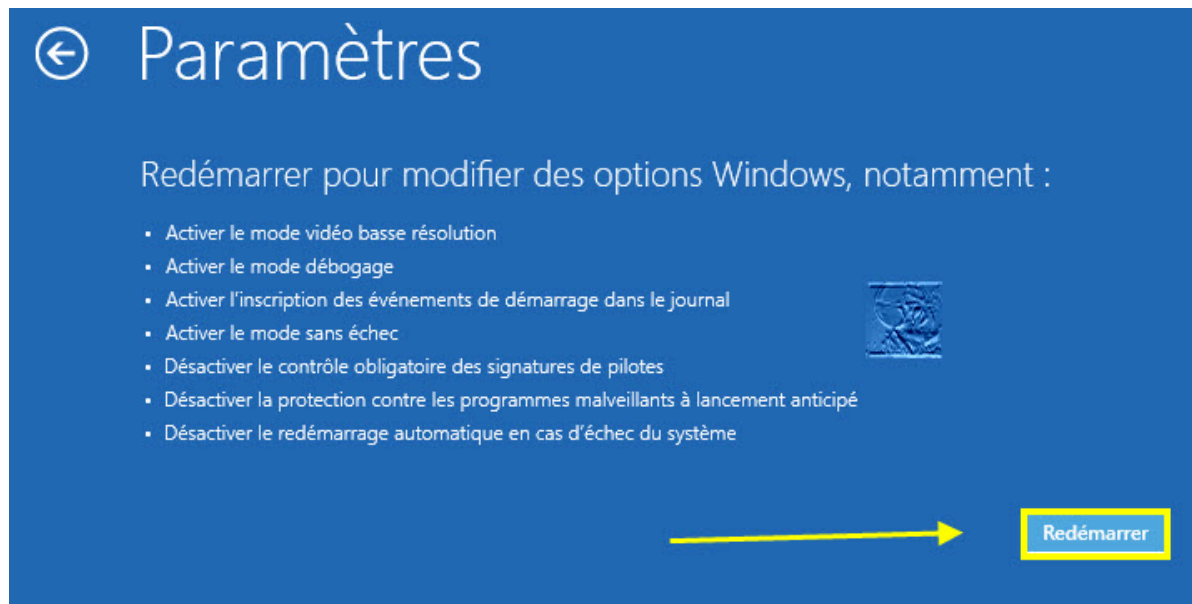 Paramètres
Redémarrer pour modifier des options Windows, notamment :
▪ Activer le mode vidéo basse résolution
▪ Activer le mode débogage
▪ Activer l'inscription des événements de démarrage dans le journal
▪ Activer le mode sans échec
▪ Désactiver le contrôle obligatoire des signatures de pilotes
▪ Désactiver la protection contre les programmes malveillants à lancement anticipé
▪ Désactiver le redémarrage automatique en cas d'échec du système
Redémarrer